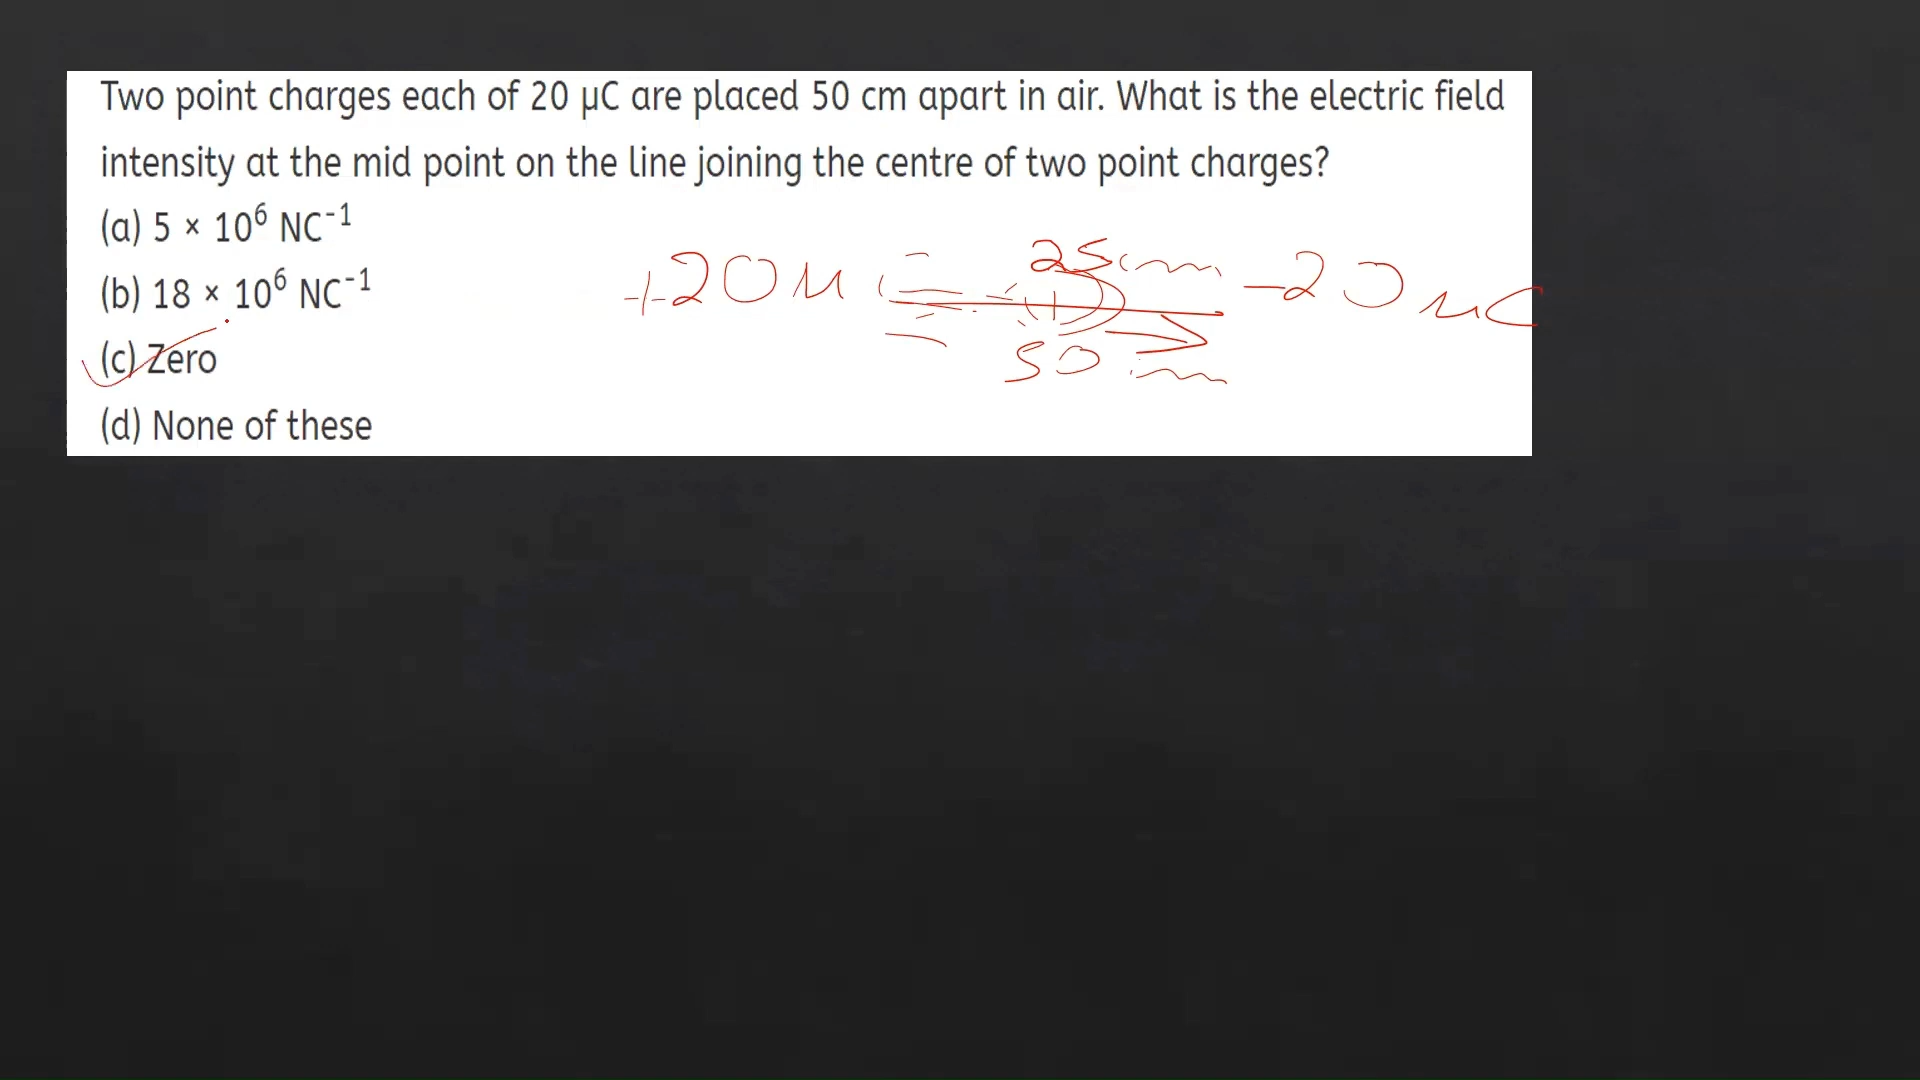 Two point charges each of 20 μC are placed 50 cm apart in air. What is the electric field
intensity at the mid point on the line joining the centre of two point charges?
(a) 5 × 10⁶ NC⁻¹
(b) 18 × 10⁶ NC⁻¹
(c) Zero
(d) None of these
+20 μ 25 cm -20 μC
50